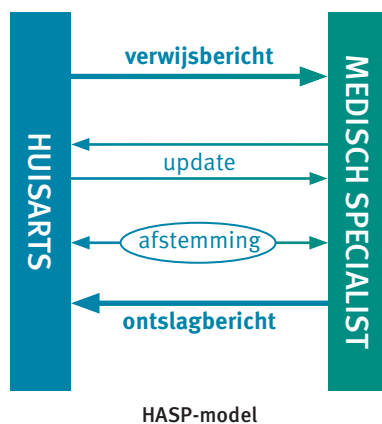 verwijsbericht
HUISARTS
MEDISCH SPECIALIST
update
afstemming
ontslagbericht
HASP-model